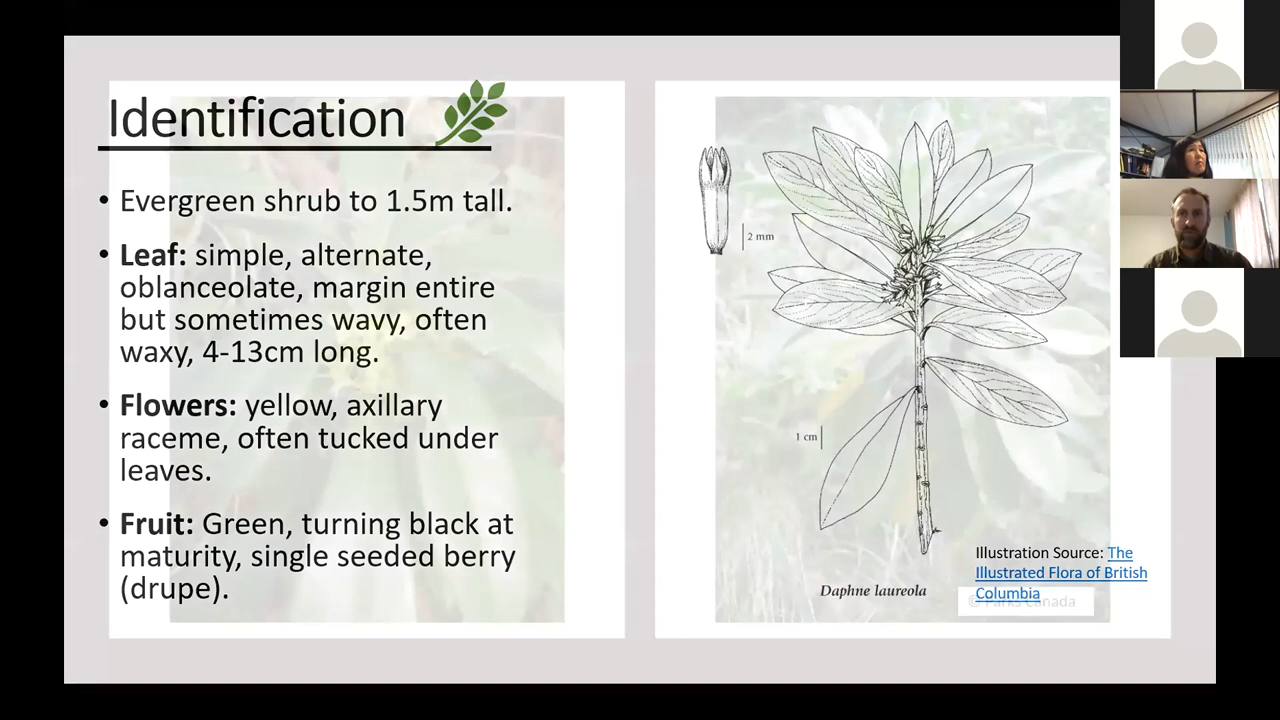 Identification
• Evergreen shrub to 1.5m tall.
• Leaf: simple, alternate,
oblanceolate, margin entire
but sometimes wavy, often
waxy, 4-13cm long.
• Flowers: yellow, axillary
raceme, often tucked under
leaves.
• Fruit: Green, turning black at
maturity, single seeded berry
(drupe).
2 mm
1 cm
Daphne laureola
Illustration Source: The
Illustrated Flora of British
Columbia
© Parks Canada